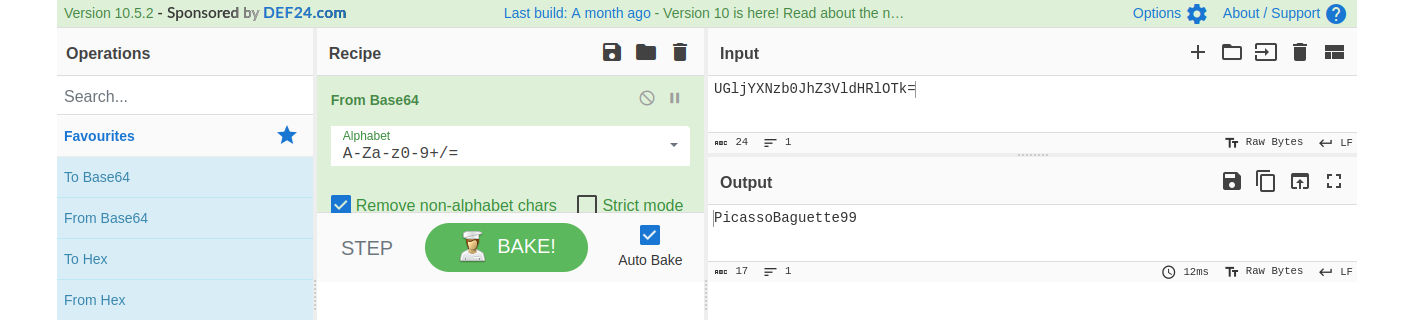 Version 10.5.2 - Sponsored by DEF24.com
Last build: A month ago - Version 10 is here! Read about the n…
Options
About / Support
Operations
Search...
Favourites
To Base64
From Base64
To Hex
From Hex
Recipe
From Base64
Alphabet
A-Za-z0-9+/=
Remove non-alphabet chars
Strict mode
STEP
BAKE!
Auto Bake
Input
UGljYXNzb0JhZ3VldHRlOTk=
ABC 24 1
Raw Bytes LF
Output
PicassoBaguette99
ABC 17 1
12ms Raw Bytes LF